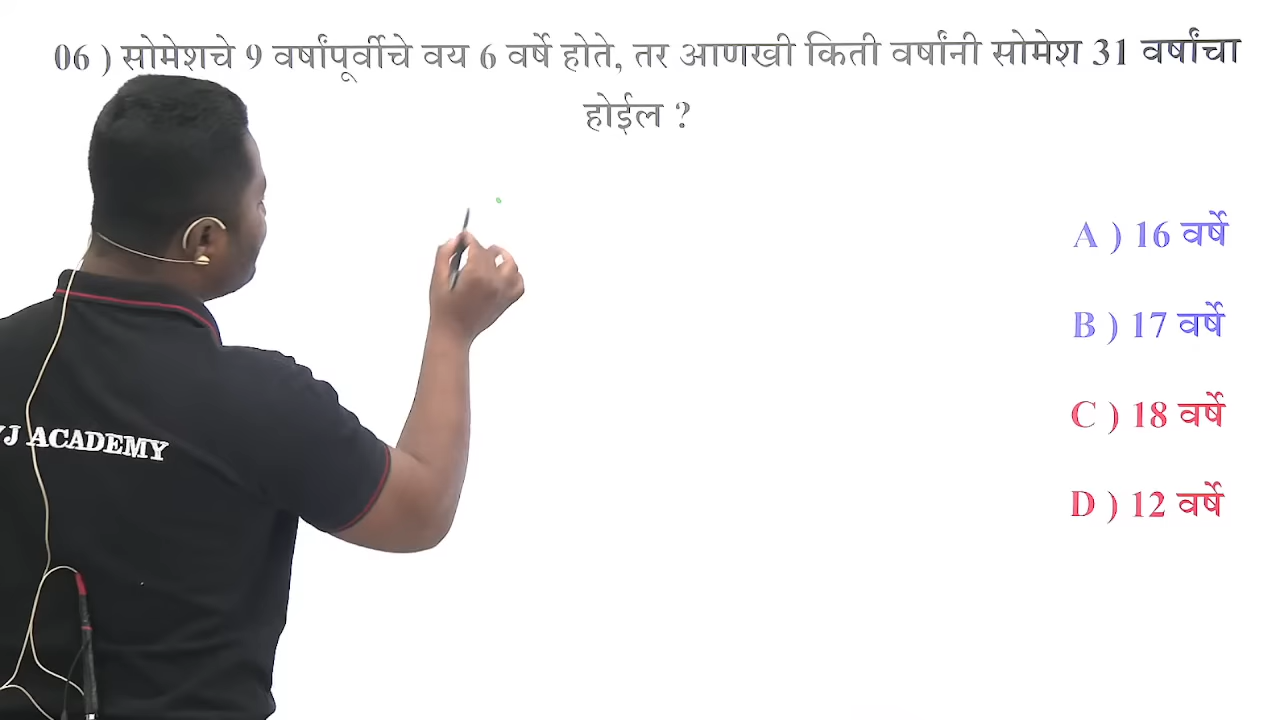 06 ) सोमेशचे 9 वर्षांपूर्वीचे वय 6 वर्षे होते, तर आणखी किती वर्षांनी सोमेश 31 वर्षांचा
होईल ?
A ) 16 वर्षे
B ) 17 वर्षे
C ) 18 वर्षे
D ) 12 वर्षे
YJ ACADEMY